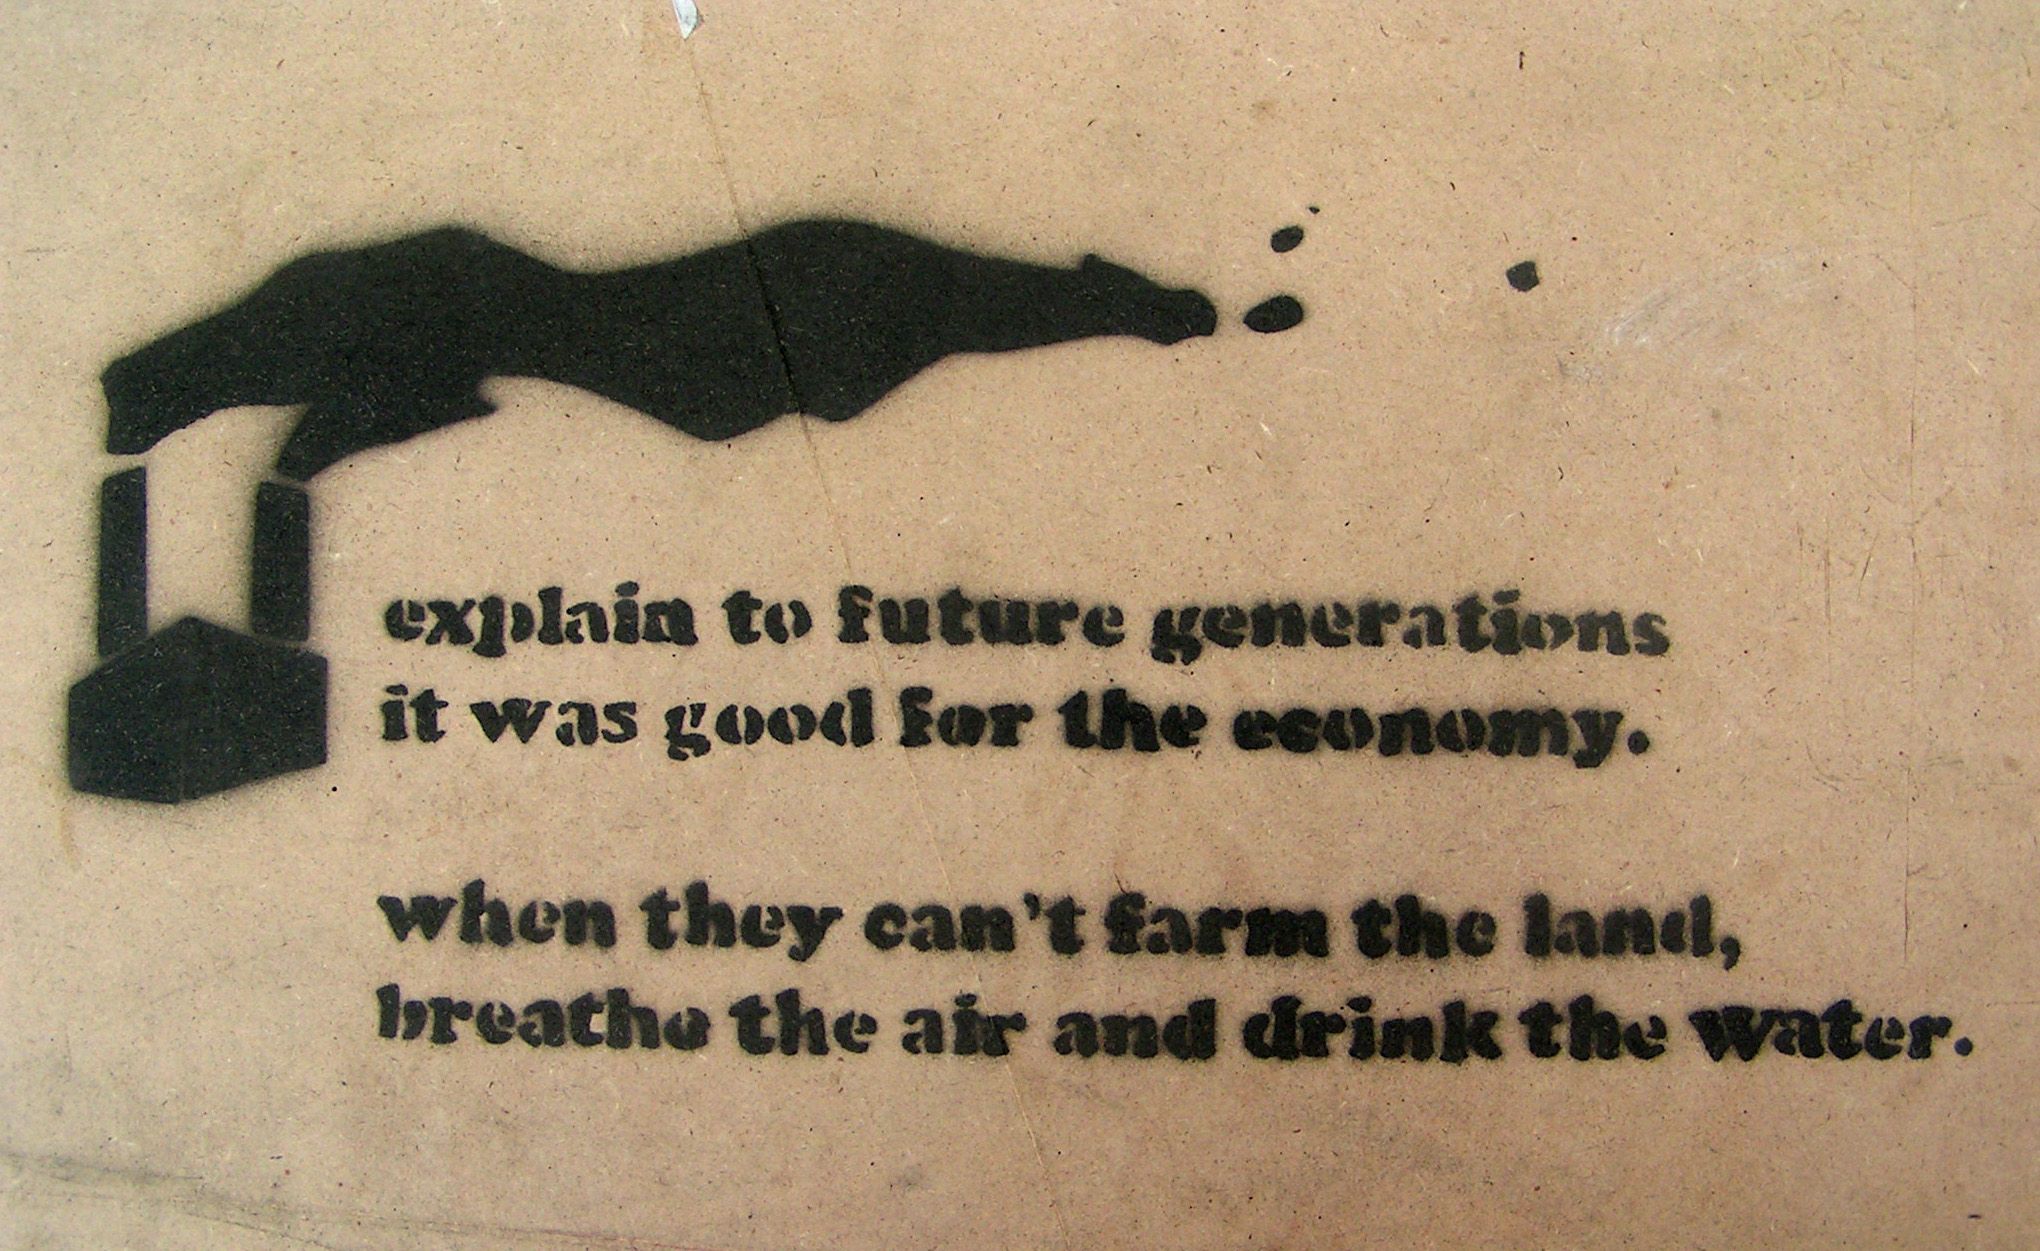 explain to future generations
it was good for the economy.
when they can't farm the land,
breathe the air and drink the water.